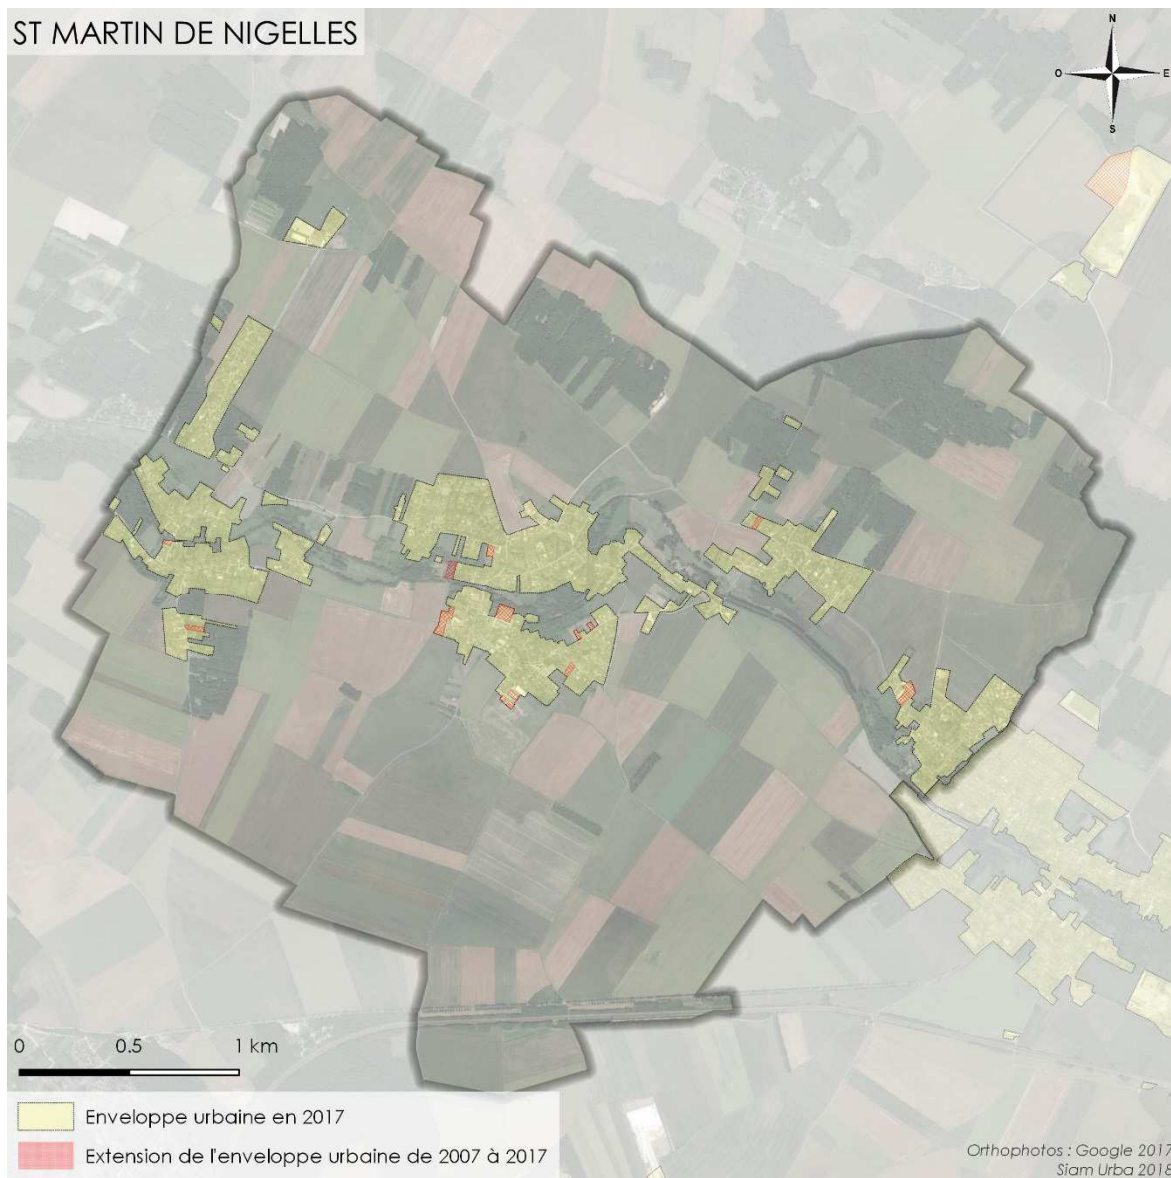 ST MARTIN DE NIGELLES
N
O E
S
0 0.5 1 km
Enveloppe urbaine en 2017
Extension de l'enveloppe urbaine de 2007 à 2017
Orthophotos : Google 2017
Siam Urba 2018